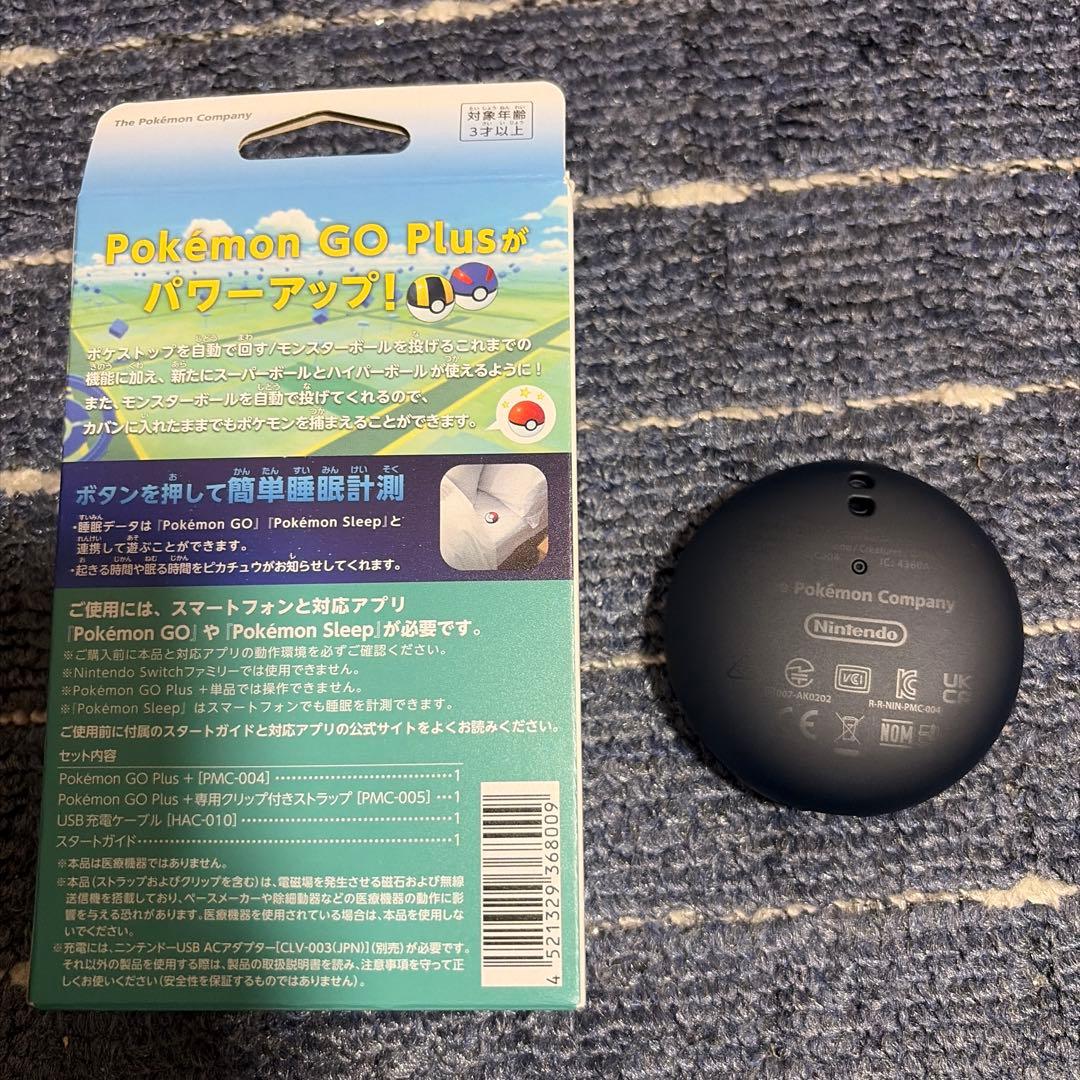 The Pokémon Company
対象年齢
3才以上
Pokémon GO Plusが
パワーアップ!
ポケストップを自動で回す/モンスターボールを投げるこれまでの
機能に加え、新たにスーパーボールとハイパーボールが使えるように!
また、モンスターボールを自動で投げてくれるので、
カバンに入れたままでもポケモンを捕まえることができます。
ボタンを押して簡単睡眠計測
・睡眠データは『Pokémon GO』『Pokémon Sleep』と
連携して遊ぶことができます。
・起きる時間や眠る時間をピカチュウがお知らせしてくれます。
ご使用には、スマートフォンと対応アプリ
『Pokémon GO』や『Pokémon Sleep』が必要です。
※ご購入前に本品と対応アプリの動作環境を必ずご確認ください。
※Nintendo Switchファミリーでは使用できません。
※Pokémon GO Plus +単品では操作できません。
※『Pokémon Sleep』はスマートフォンでも睡眠を計測できます。
ご使用前に付属のスタートガイドと対応アプリの公式サイトをよくお読みください。
セット内容
Pokémon GO Plus + [PMC-004] ……1
Pokémon GO Plus +専用クリップ付きストラップ [PMC-005] …1
USB充電ケーブル [HAC-010] ……1
スタートガイド……1
※本品は医療機器ではありません。
※本品(ストラップおよびクリップを含む)は、電磁場を発生させる磁石および無線
送信機を搭載しており、ペースメーカーや除細動器などの医療機器の動作に影
響を与える恐れがあります。医療機器を使用されている場合は、本品を使用しな
いでください。
※充電には、ニンテンドーUSB ACアダプター[CLV-003(JPN)](別売)が必要です。
それ以外の製品を使用する際は、製品の取扱説明書を読み、注意事項を守って正
しくお使いください(安全性を保証するものではありません)。
4 521329 368009
IC: 4360A
Pokémon Company
Nintendo
VCI
007-AK0202
R-R-NIN-PMC-004
UK
CA
CE
NOM